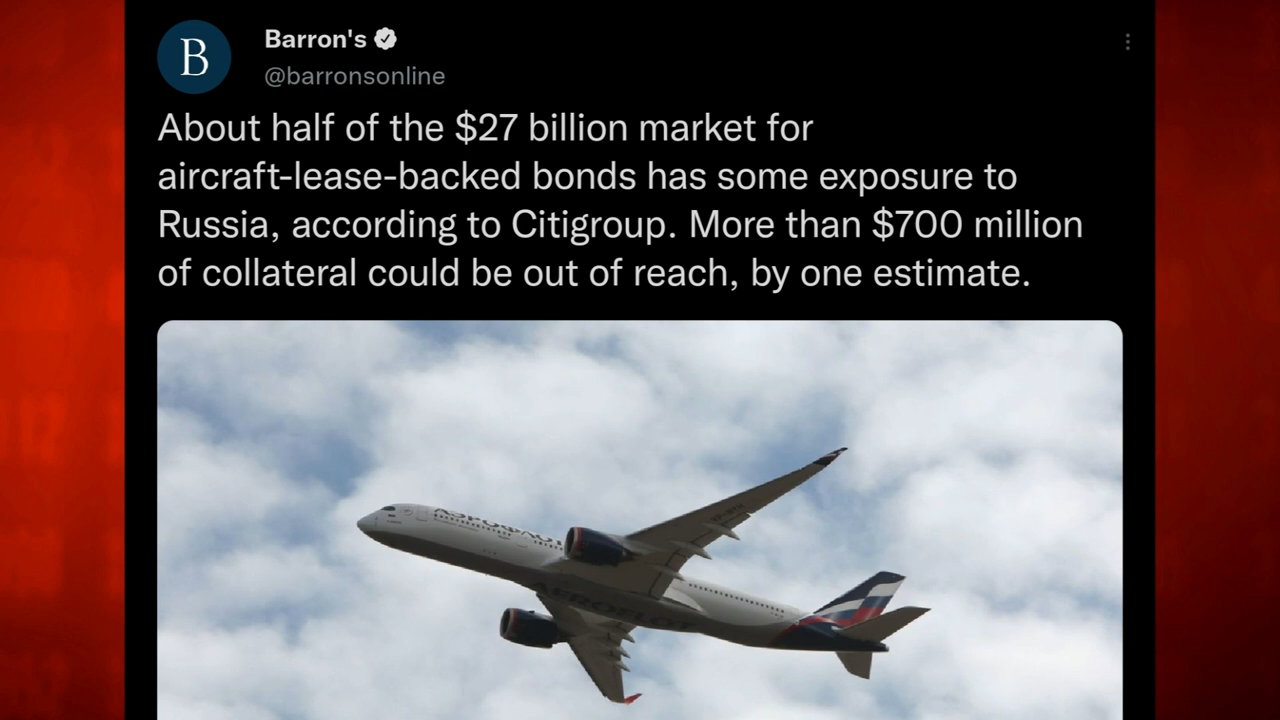 B
Barron's
@barronsonline
About half of the $27 billion market for
aircraft-lease-backed bonds has some exposure to
Russia, according to Citigroup. More than $700 million
of collateral could be out of reach, by one estimate.
АЭРОФЛОТ
AEROFLOT